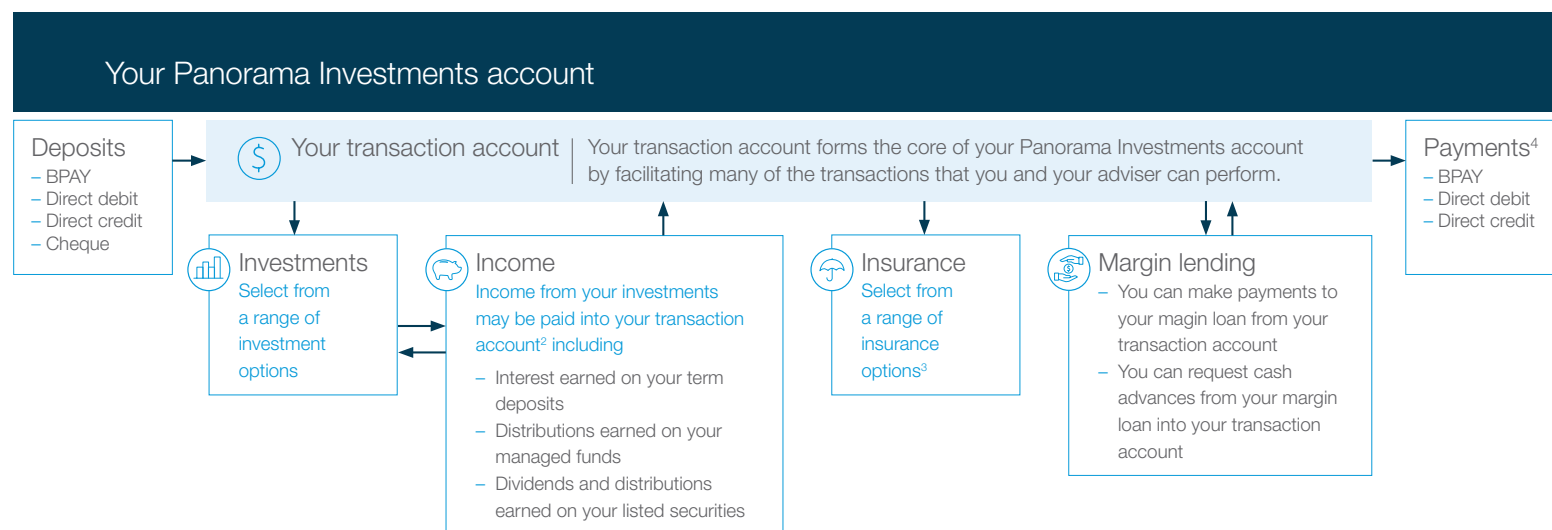 Your Panorama Investments account
Deposits
– BPAY
– Direct debit
– Direct credit
– Cheque
$
Your transaction account
Your transaction account forms the core of your Panorama Investments account
by facilitating many of the transactions that you and your adviser can perform.
Payments⁴
– BPAY
– Direct debit
– Direct credit
Investments
Select from
a range of
investment
options
Income
Income from your investments
may be paid into your transaction
account² including
– Interest earned on your term
deposits
– Distributions earned on your
managed funds
– Dividends and distributions
earned on your listed securities
Insurance
Select from
a range of
insurance
options³
$
Margin lending
– You can make payments to
your magin loan from your
transaction account
– You can request cash
advances from your margin
loan into your transaction
account